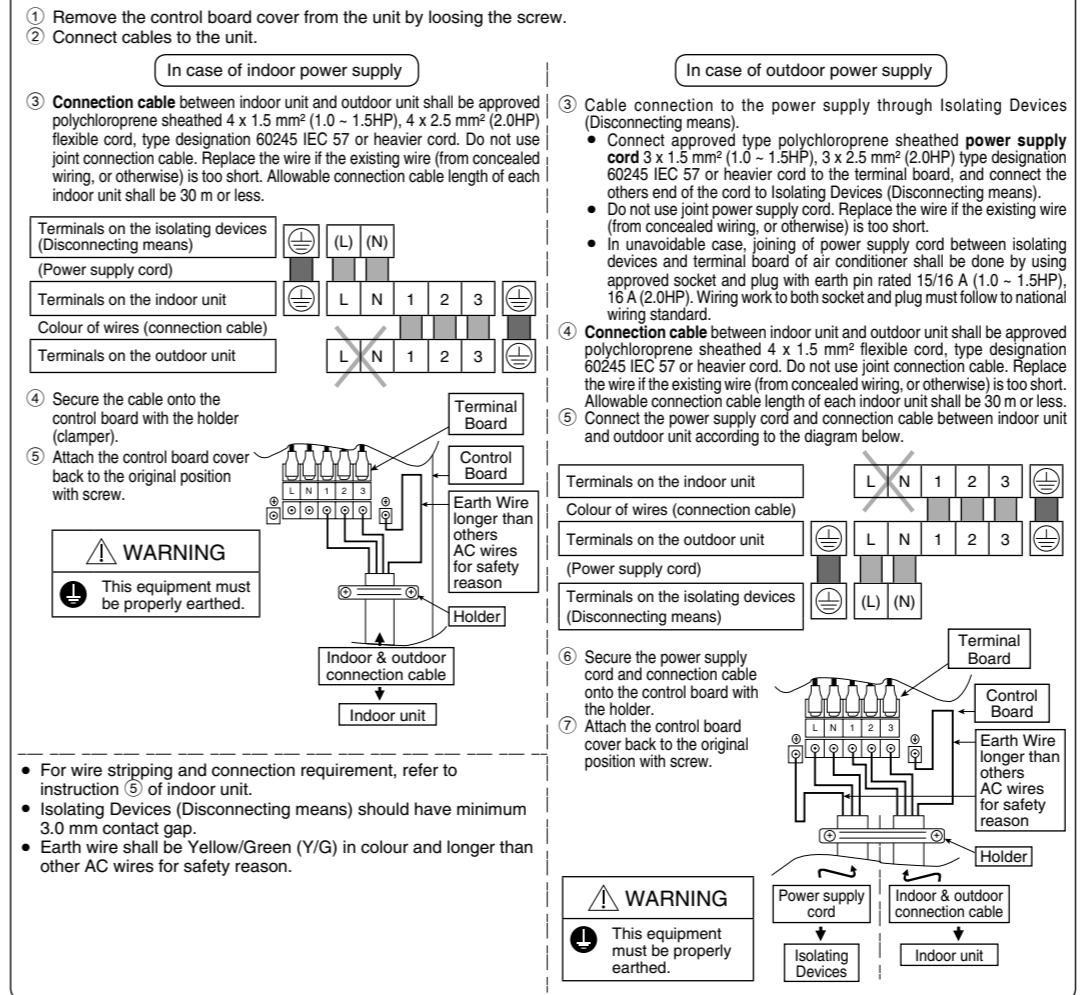 ① Remove the control board cover from the unit by loosing the screw.
② Connect cables to the unit.
In case of indoor power supply
③ Connection cable between indoor unit and outdoor unit shall be approved
polychloroprene sheathed 4 x 1.5 mm² (1.0 ~ 1.5HP), 4 x 2.5 mm² (2.0HP)
flexible cord, type designation 60245 IEC 57 or heavier cord. Do not use
joint connection cable. Replace the wire if the existing wire (from concealed
wiring, or otherwise) is too short. Allowable connection cable length of each
indoor unit shall be 30 m or less.
Terminals on the isolating devices
(Disconnecting means)
(L) (N)
(Power supply cord)
Terminals on the indoor unit
L N 1 2 3
Colour of wires (connection cable)
Terminals on the outdoor unit
L N 1 2 3
④ Secure the cable onto the
control board with the holder
(clamper).
⑤ Attach the control board cover
back to the original position
with screw.
WARNING
This equipment must
be properly earthed.
Terminal
Board
Control
Board
L N 1 2 3
Earth Wire
longer than
others
AC wires
for safety
reason
Holder
Indoor & outdoor
connection cable
Indoor unit
• For wire stripping and connection requirement, refer to
instruction ⑤ of indoor unit.
• Isolating Devices (Disconnecting means) should have minimum
3.0 mm contact gap.
• Earth wire shall be Yellow/Green (Y/G) in colour and longer than
other AC wires for safety reason.
In case of outdoor power supply
③ Cable connection to the power supply through Isolating Devices
(Disconnecting means).
• Connect approved type polychloroprene sheathed power supply
cord 3 x 1.5 mm² (1.0 ~ 1.5HP), 3 x 2.5 mm² (2.0HP) type designation
60245 IEC 57 or heavier cord to the terminal board, and connect the
others end of the cord to Isolating Devices (Disconnecting means).
• Do not use joint power supply cord. Replace the wire if the existing wire
(from concealed wiring, or otherwise) is too short.
• In unavoidable case, joining of power supply cord between isolating
devices and terminal board of air conditioner shall be done by using
approved socket and plug with earth pin rated 15/16 A (1.0 ~ 1.5HP),
16 A (2.0HP). Wiring work to both socket and plug must follow to national
wiring standard.
④ Connection cable between indoor unit and outdoor unit shall be approved
polychloroprene sheathed 4 x 1.5 mm² flexible cord, type designation
60245 IEC 57 or heavier cord. Do not use joint connection cable. Replace
the wire if the existing wire (from concealed wiring, or otherwise) is too short.
Allowable connection cable length of each indoor unit shall be 30 m or less.
⑤ Connect the power supply cord and connection cable between indoor unit
and outdoor unit according to the diagram below.
Terminals on the indoor unit
L N 1 2 3
Colour of wires (connection cable)
Terminals on the outdoor unit
L N 1 2 3
(Power supply cord)
Terminals on the isolating devices
(Disconnecting means)
(L) (N)
⑥ Secure the power supply
cord and connection cable
onto the control board with
the holder.
⑦ Attach the control board
cover back to the original
position with screw.
WARNING
This equipment
must be properly
earthed.
Terminal
Board
Control
Board
L N 1 2 3
Earth Wire
longer than
others
AC wires
for safety
reason
Holder
Power supply
cord
Isolating
Devices
Indoor & outdoor
connection cable
Indoor unit